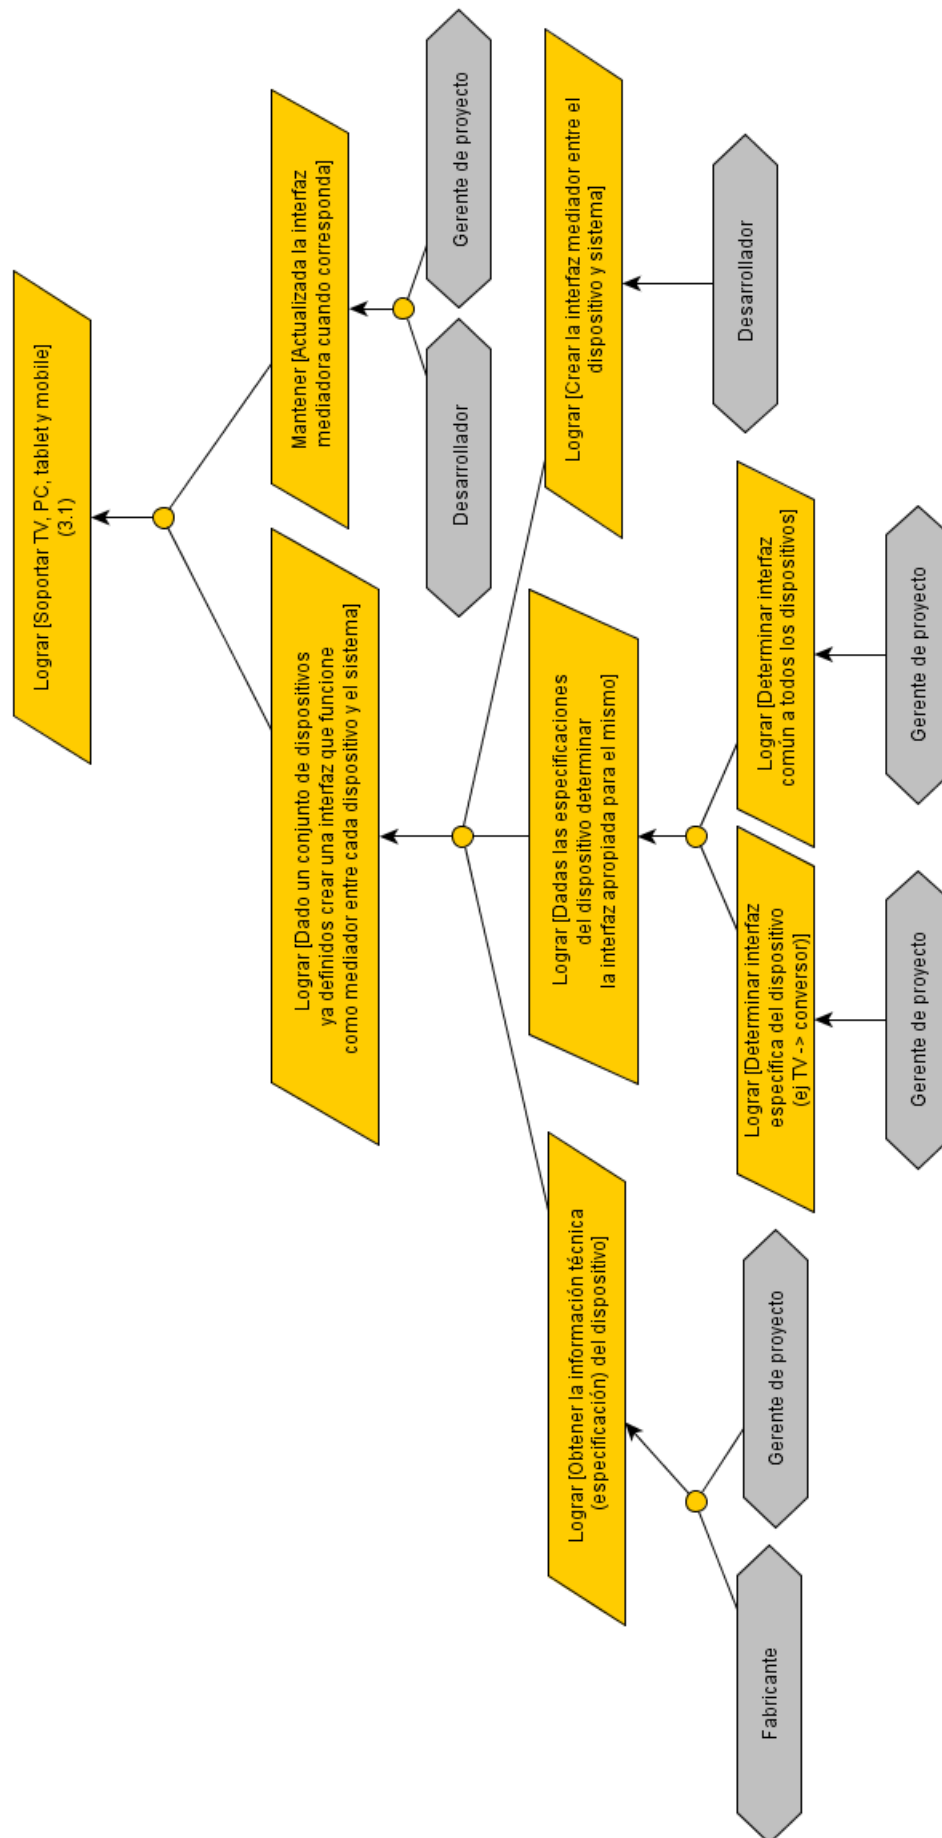 Lograr [Soportar TV, PC, tablet y mobile]
(3.1)
Lograr [Dado un conjunto de dispositivos
ya definidos crear una interfaz que funcione
como mediador entre cada dispositivo y el sistema]
Mantener [Actualizada la interfaz
mediadora cuando corresponda]
Desarrollador
Gerente de proyecto
Lograr [Obtener la información técnica
(especificación) del dispositivo]
Lograr [Dadas las especificaciones
del dispositivo determinar
la interfaz apropiada para el mismo]
Lograr [Crear la interfaz mediador entre el
dispositivo y sistema]
Fabricante
Gerente de proyecto
Lograr [Determinar interfaz
específica del dispositivo
(ej TV -> conversor)]
Lograr [Determinar interfaz
común a todos los dispositivos]
Desarrollador
Gerente de proyecto
Gerente de proyecto